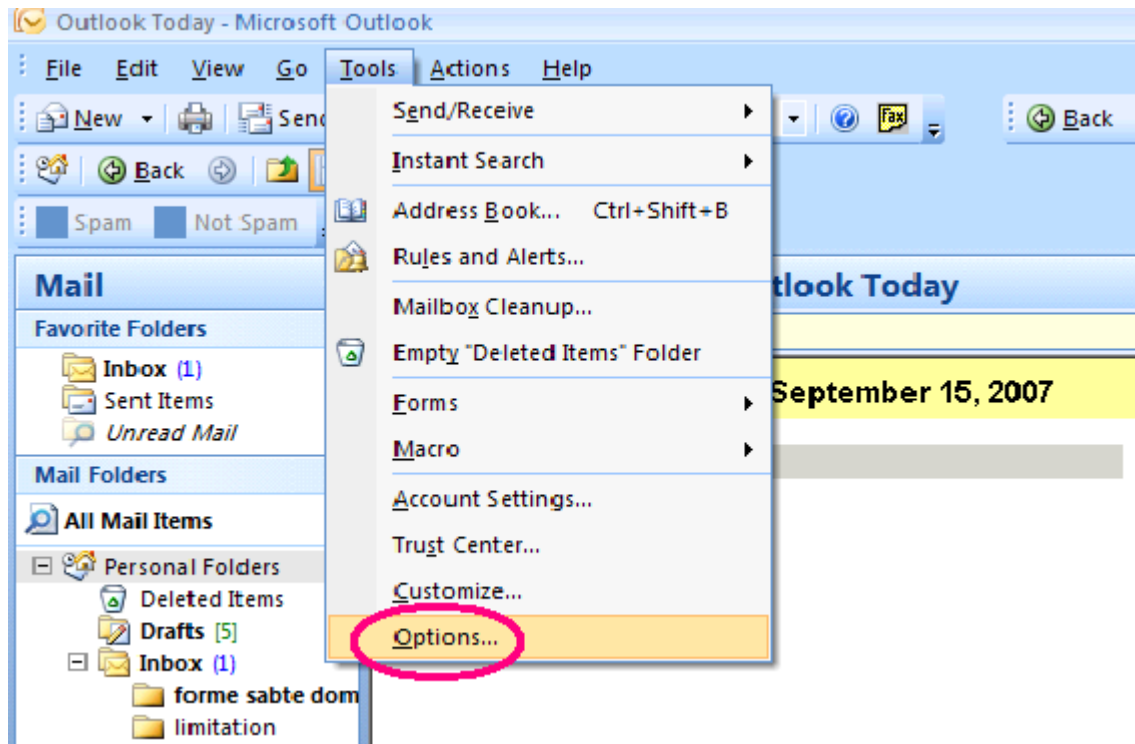 Outlook Today - Microsoft Outlook
File Edit View Go Tools Actions Help
New Send Fax Back
Back
Spam Not Spam
Send/Receive
Instant Search
Address Book... Ctrl+Shift+B
Rules and Alerts...
Mailbox Cleanup...
Empty "Deleted Items" Folder
Forms
Macro
Account Settings...
Trust Center...
Customize...
Options...
Mail
Favorite Folders
Inbox (1)
Sent Items
Unread Mail
Mail Folders
All Mail Items
Personal Folders
Deleted Items
Drafts [5]
Inbox (1)
forme sabte dom
limitation
tlook Today
September 15, 2007